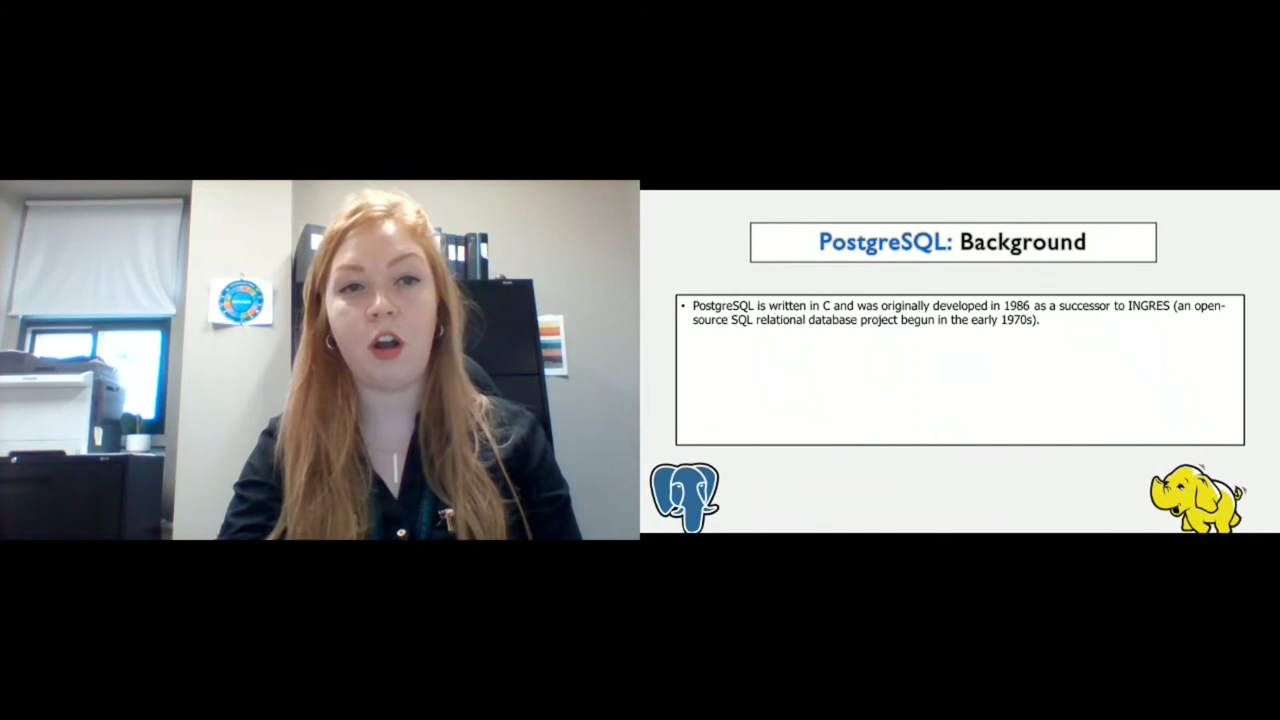 PostgreSQL: Background
• PostgreSQL is written in C and was originally developed in 1986 as a successor to INGRES (an open-
source SQL relational database project begun in the early 1970s).